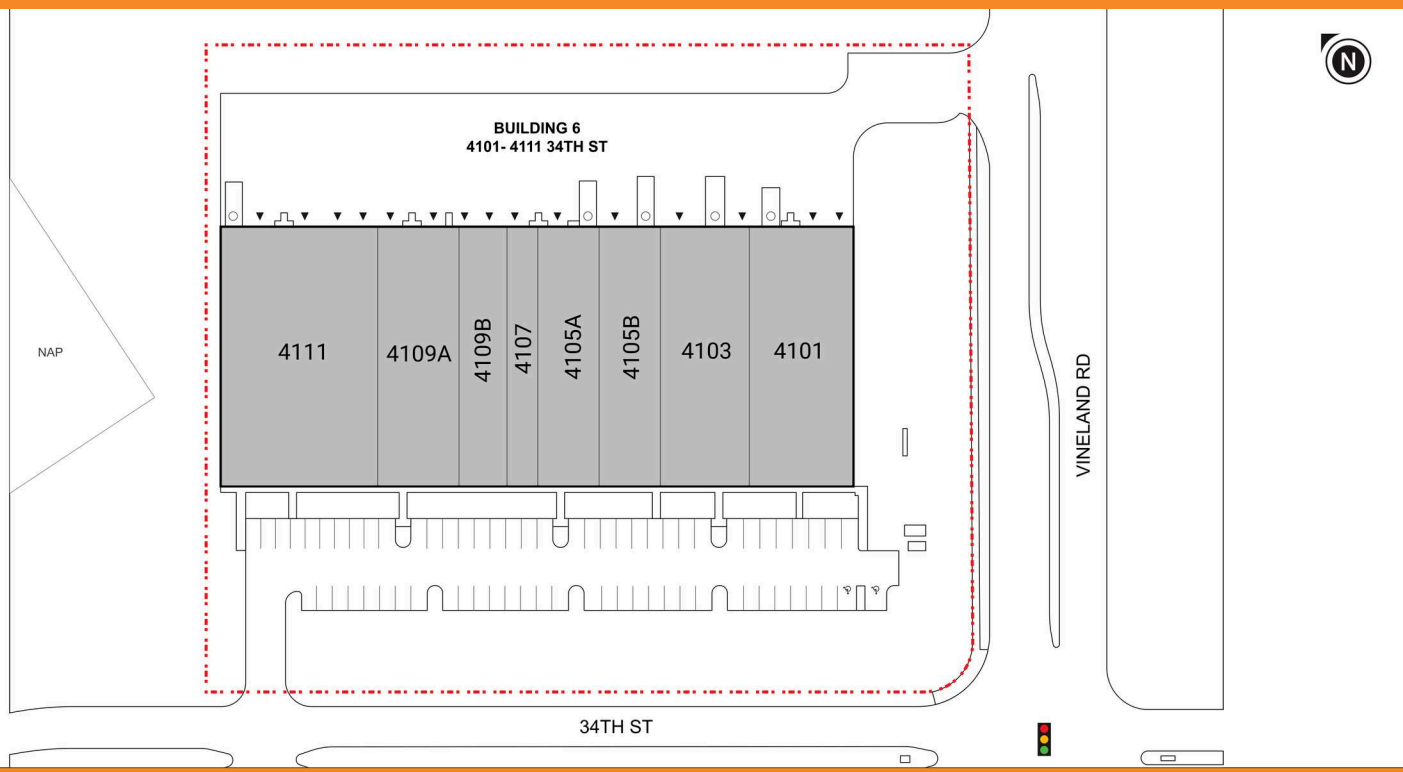 N
BUILDING 6
4101- 4111 34TH ST
4111
4109A
4109B
4107
4105A
4105B
4103
4101
NAP
VINELAND RD
34TH ST